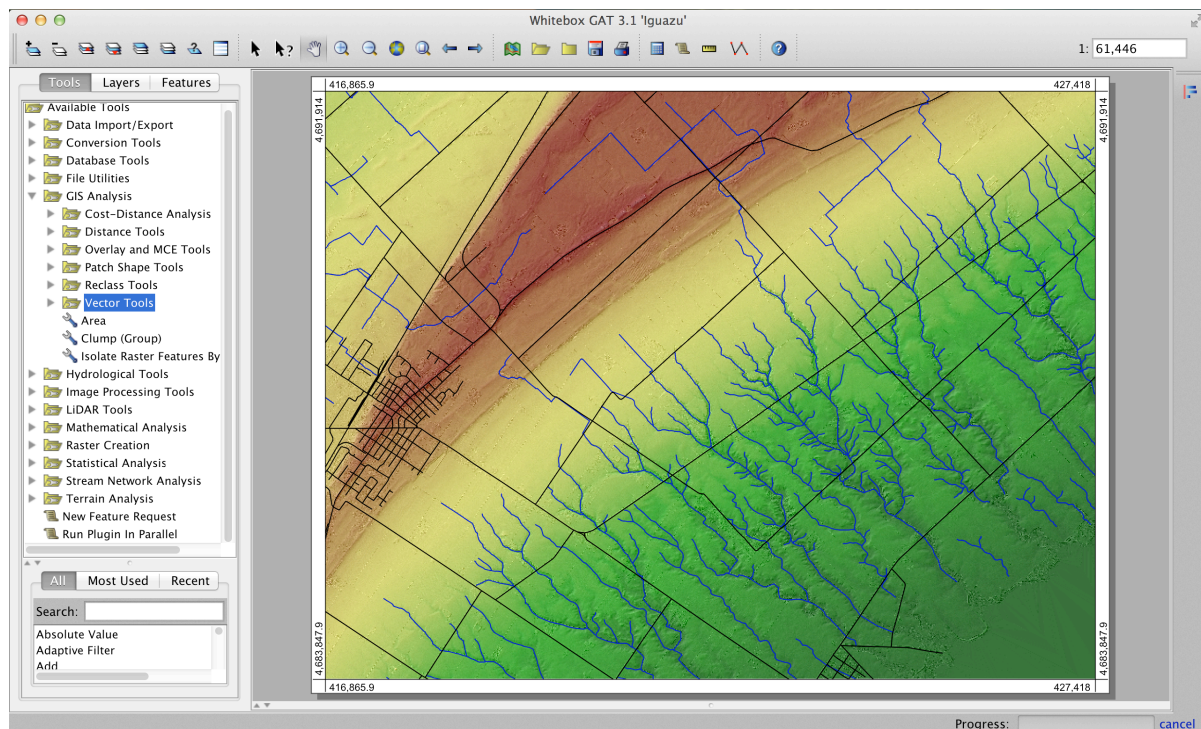 Whitebox GAT 3.1 'Iguazu'
1: 61,446
Tools Layers Features
Available Tools
Data Import/Export
Conversion Tools
Database Tools
File Utilities
GIS Analysis
Cost-Distance Analysis
Distance Tools
Overlay and MCE Tools
Patch Shape Tools
Reclass Tools
Vector Tools
Area
Clump (Group)
Isolate Raster Features By
Hydrological Tools
Image Processing Tools
LiDAR Tools
Mathematical Analysis
Raster Creation
Statistical Analysis
Stream Network Analysis
Terrain Analysis
New Feature Request
Run Plugin In Parallel
All Most Used Recent
Search:
Absolute Value
Adaptive Filter
Add
416,865.9 427,418
4,691,914 4,691,914
4,683,847.9 4,683,847.9
416,865.9 427,418
Progress: cancel